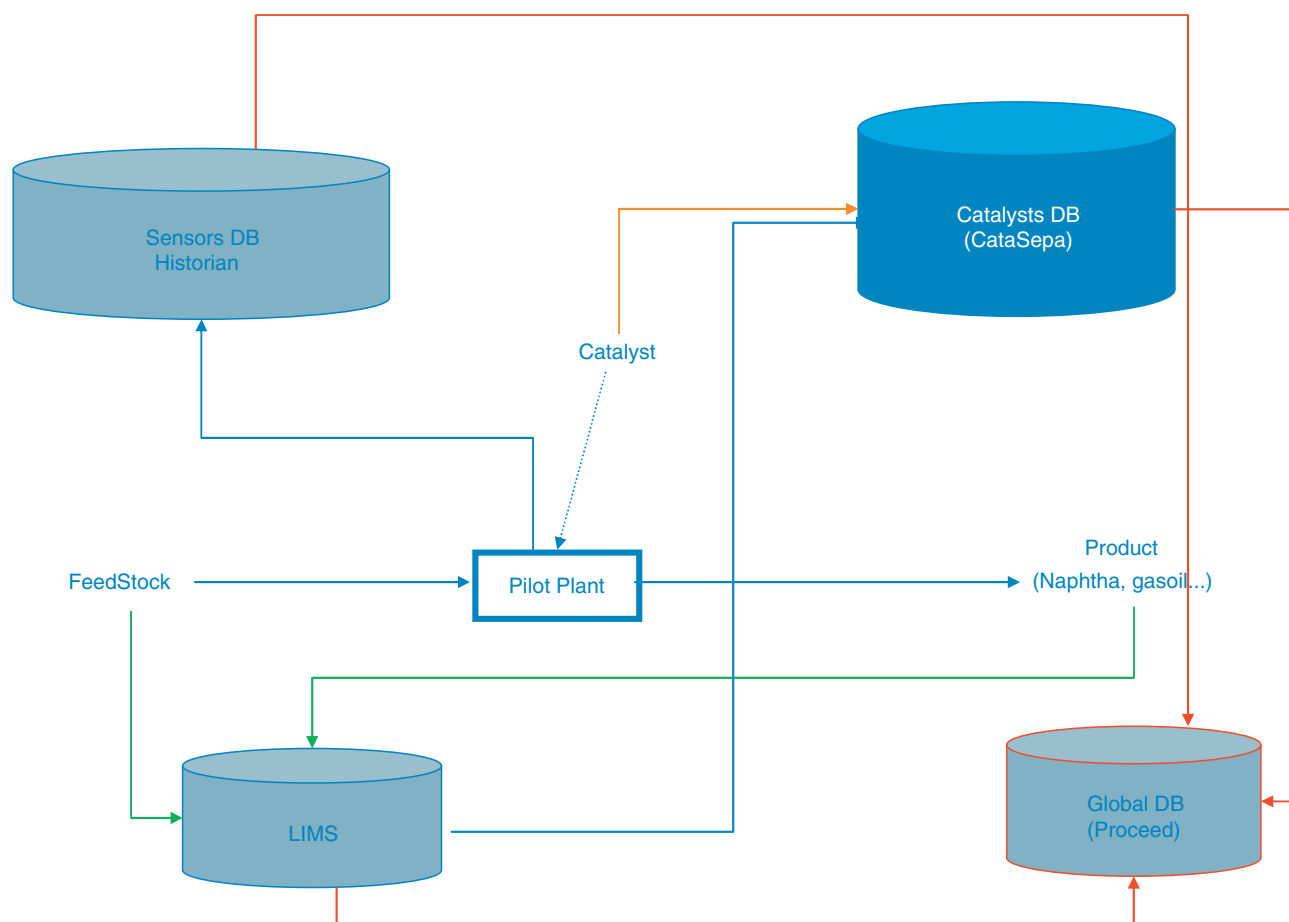 Sensors DB
Historian
Catalysts DB
(CataSepa)
Catalyst
FeedStock
Pilot Plant
Product
(Naphtha, gasoil...)
LIMS
Global DB
(Proceed)